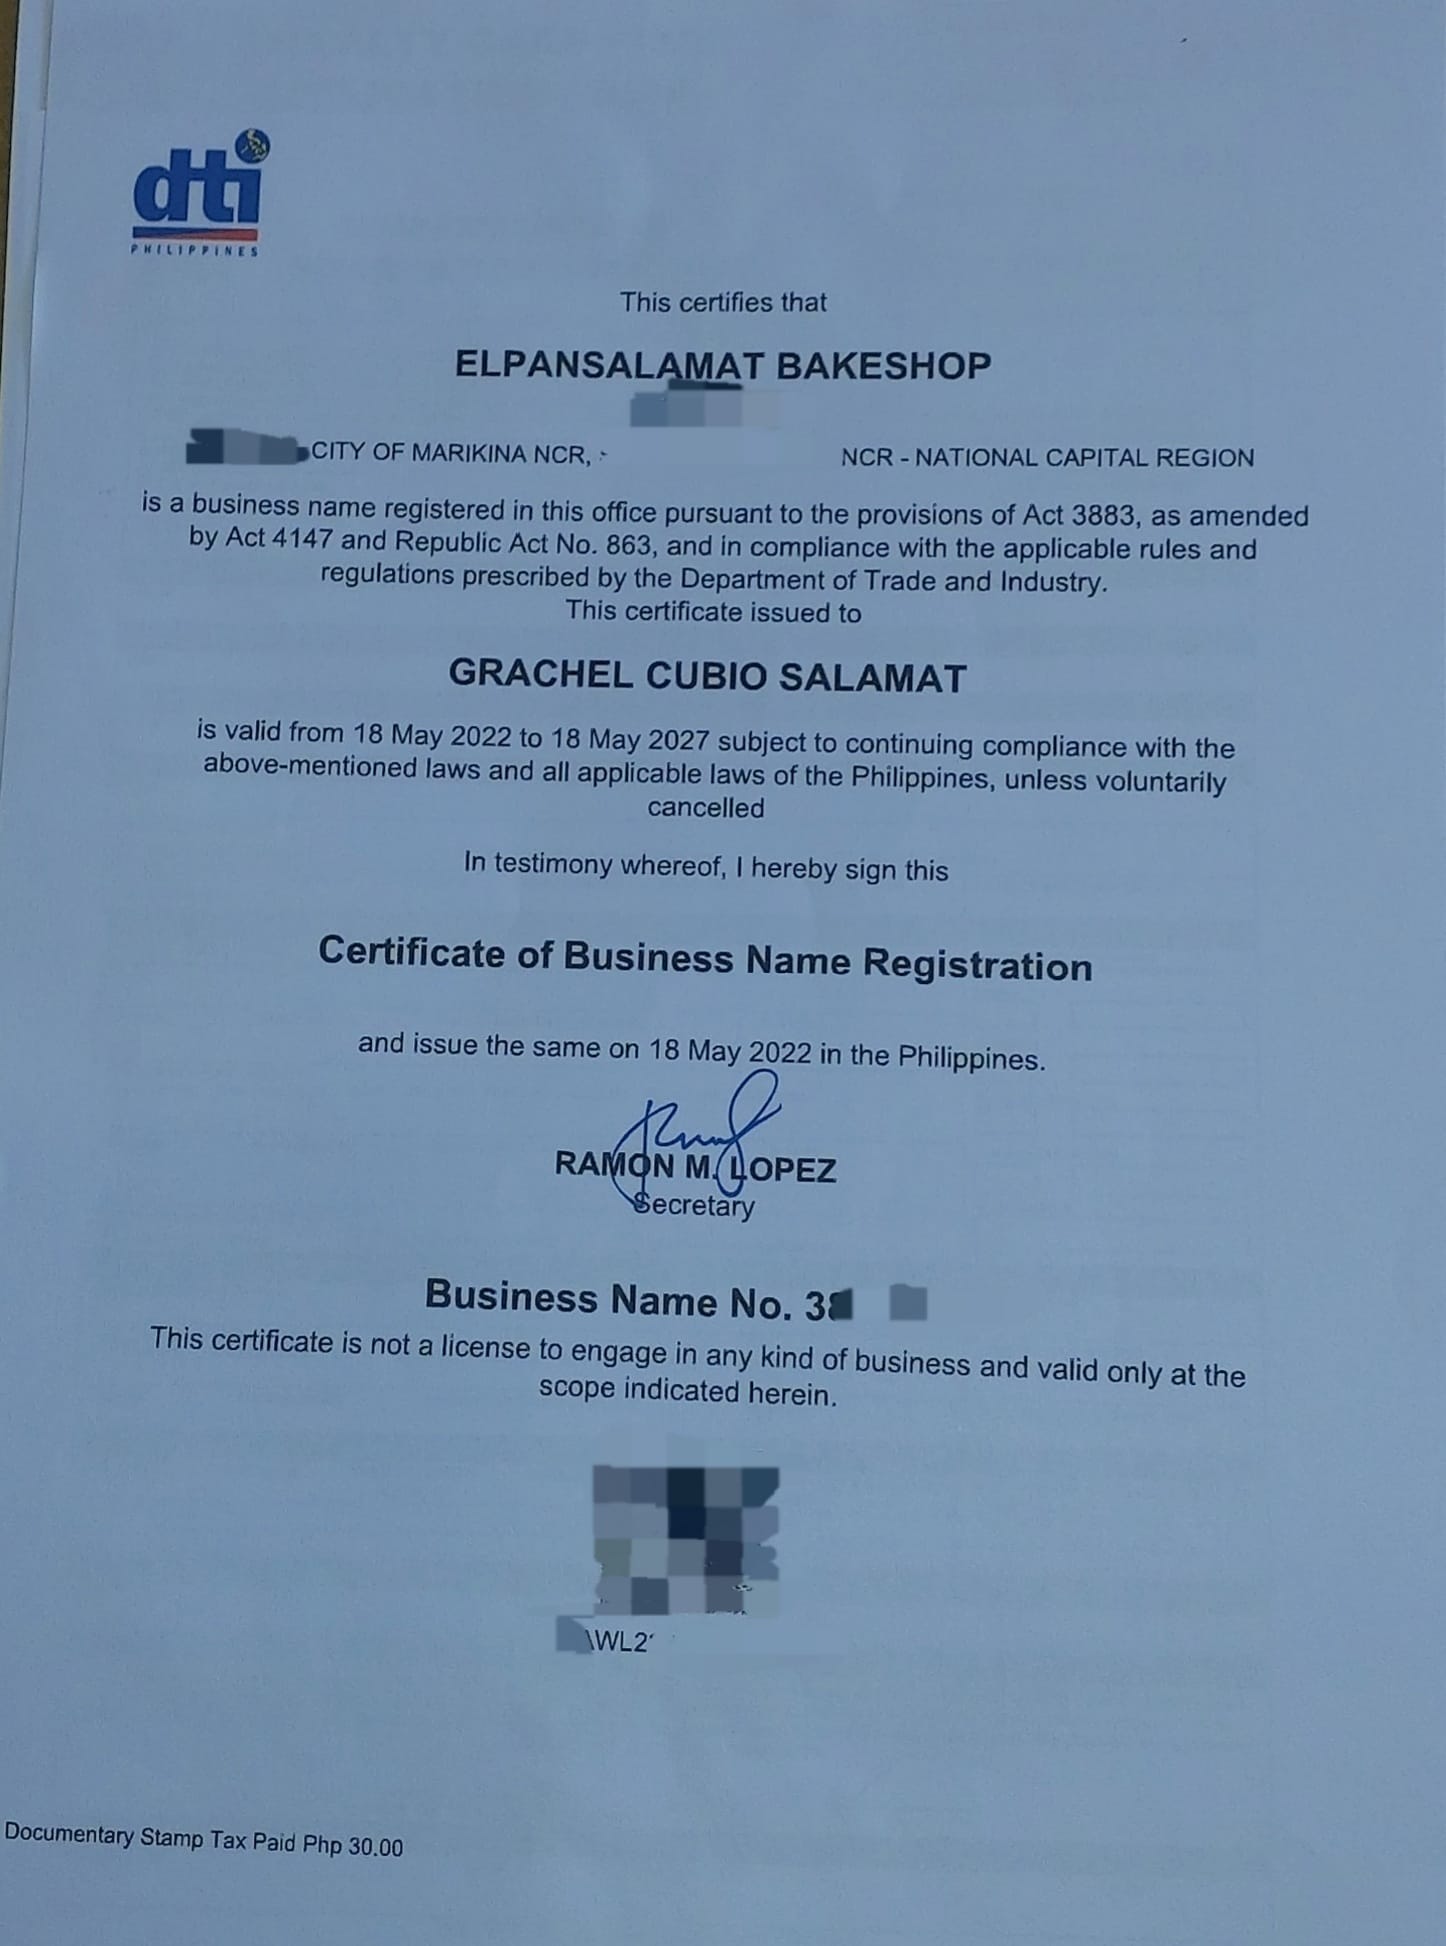 dti
PHILIPPINES
This certifies that
ELPANSALAMAT BAKESHOP
CITY OF MARIKINA NCR, NCR - NATIONAL CAPITAL REGION
is a business name registered in this office pursuant to the provisions of Act 3883, as amended
by Act 4147 and Republic Act No. 863, and in compliance with the applicable rules and
regulations prescribed by the Department of Trade and Industry.
This certificate issued to
GRACHEL CUBIO SALAMAT
is valid from 18 May 2022 to 18 May 2027 subject to continuing compliance with the
above-mentioned laws and all applicable laws of the Philippines, unless voluntarily
cancelled
In testimony whereof, I hereby sign this
Certificate of Business Name Registration
and issue the same on 18 May 2022 in the Philippines.
RAMON M. LOPEZ
Secretary
Business Name No. 3
This certificate is not a license to engage in any kind of business and valid only at the
scope indicated herein.
WL2
Documentary Stamp Tax Paid Php 30.00